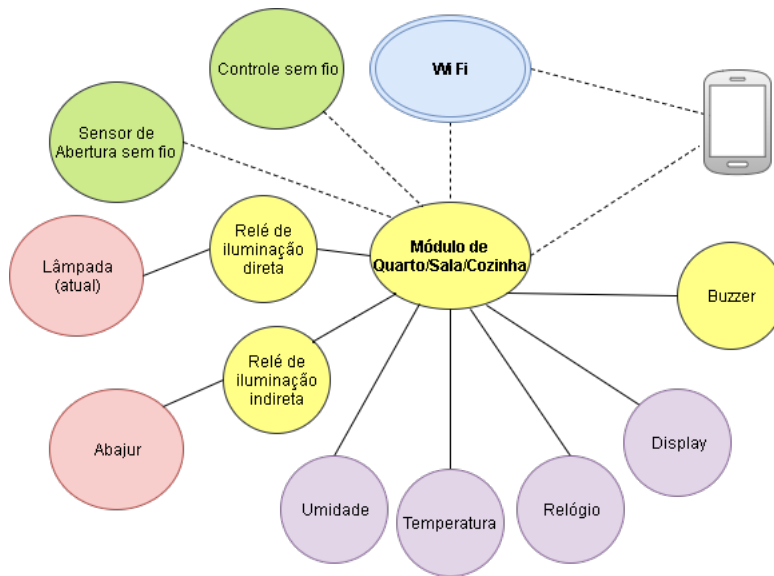 Controle sem fio
Wi Fi
Sensor de
Abertura sem fio
Relé de
iluminação
direta
Módulo de
Quarto/Sala/Cozinha
Lâmpada
(atual)
Buzzer
Relé de
iluminação
indireta
Abajur
Display
Umidade
Temperatura
Relógio